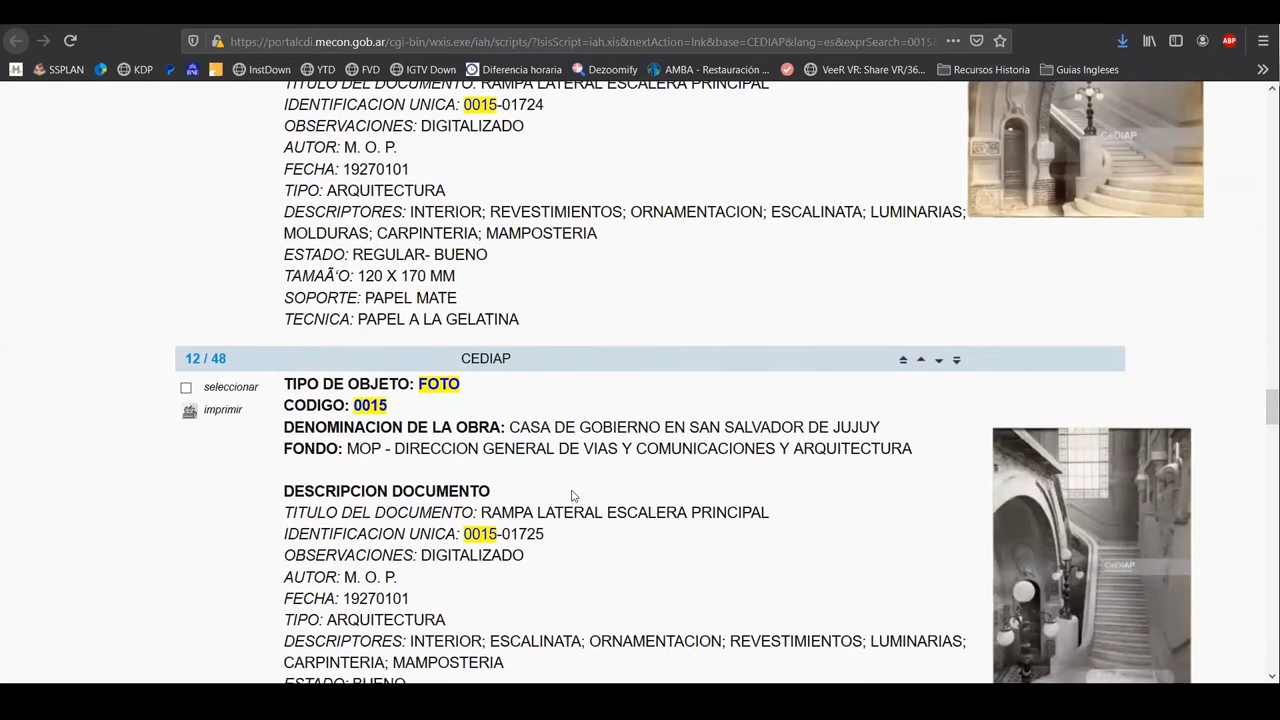 https://portalcdi.mecon.gob.ar/cgi-bin/wxis.exe/iah/scripts/?IsisScript=iah.xis&nextAction=lnk&base=CEDIAP&lang=es&exprSearch=0015
SSPLAN KDP InstDown YTD FVD IGTV Down Diferencia horaria Dezoomify AMBA - Restauración ... VeeR VR: Share VR/36... Recursos Historia Guias Ingleses
ABP
TITULO DEL DOCUMENTO: RAMPA LATERAL ESCALERA PRINCIPAL
IDENTIFICACION UNICA: 0015-01724
OBSERVACIONES: DIGITALIZADO
AUTOR: M. O. P.
FECHA: 19270101
TIPO: ARQUITECTURA
DESCRIPTORES: INTERIOR; REVESTIMIENTOS; ORNAMENTACION; ESCALINATA; LUMINARIAS;
MOLDURAS; CARPINTERIA; MAMPOSTERIA
ESTADO: REGULAR- BUENO
TAMAÃ‘O: 120 X 170 MM
SOPORTE: PAPEL MATE
TECNICA: PAPEL A LA GELATINA
CeDIAP
12 / 48 CEDIAP
seleccionar
imprimir
TIPO DE OBJETO: FOTO
CODIGO: 0015
DENOMINACION DE LA OBRA: CASA DE GOBIERNO EN SAN SALVADOR DE JUJUY
FONDO: MOP - DIRECCION GENERAL DE VIAS Y COMUNICACIONES Y ARQUITECTURA
DESCRIPCION DOCUMENTO
TITULO DEL DOCUMENTO: RAMPA LATERAL ESCALERA PRINCIPAL
IDENTIFICACION UNICA: 0015-01725
OBSERVACIONES: DIGITALIZADO
AUTOR: M. O. P.
FECHA: 19270101
TIPO: ARQUITECTURA
DESCRIPTORES: INTERIOR; ESCALINATA; ORNAMENTACION; REVESTIMIENTOS; LUMINARIAS;
CARPINTERIA; MAMPOSTERIA
ESTADO: BUENO
CeDIAP